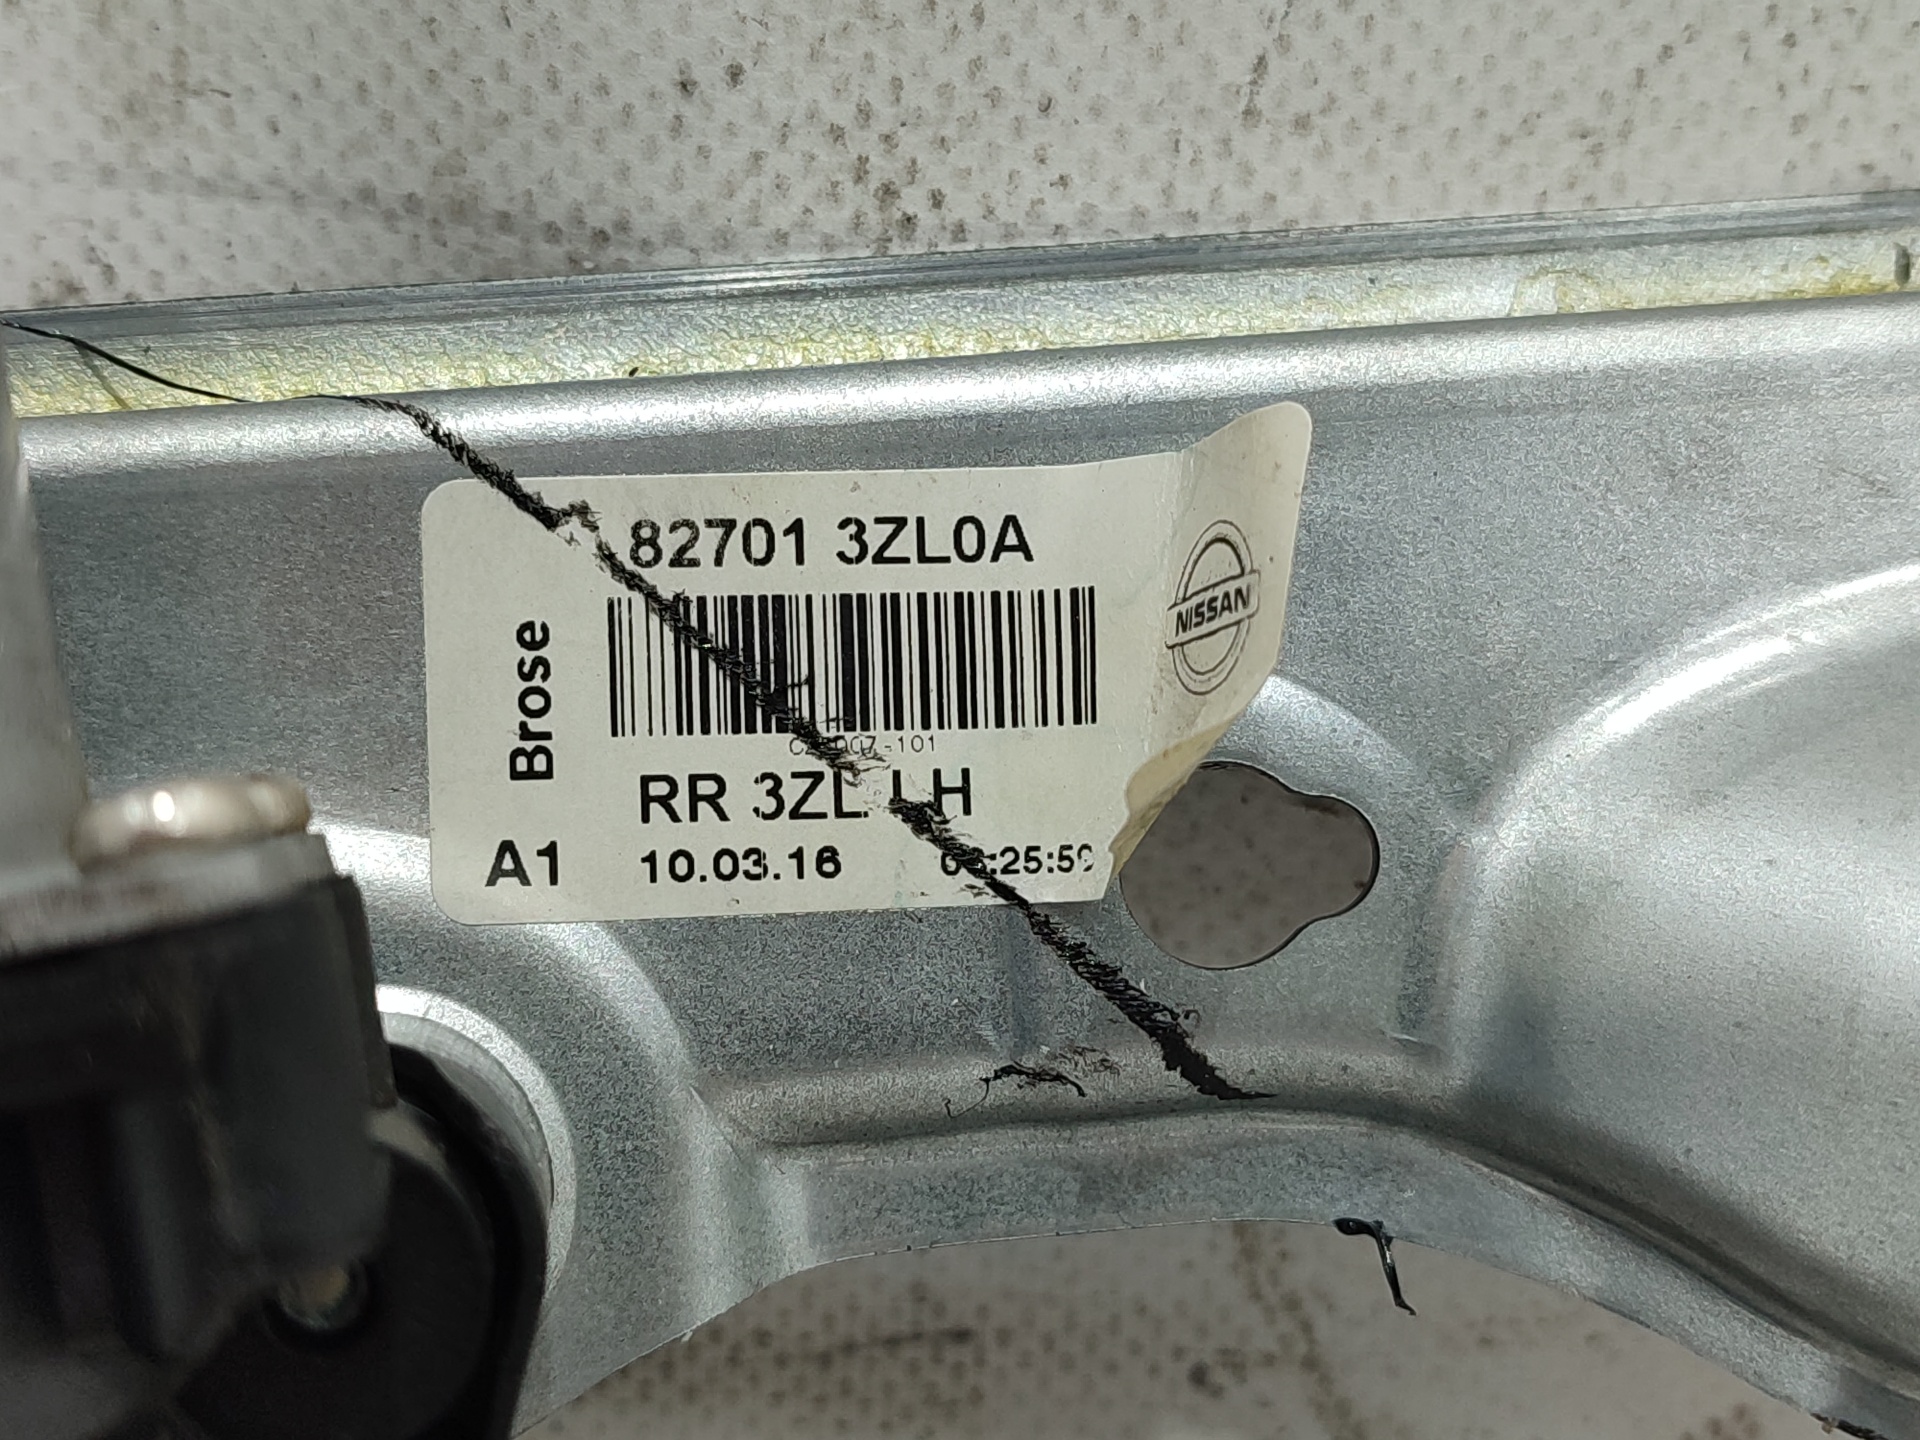 82701 3ZL0A
NISSAN
Brose
RR 3ZL LH
A1 10.03.16